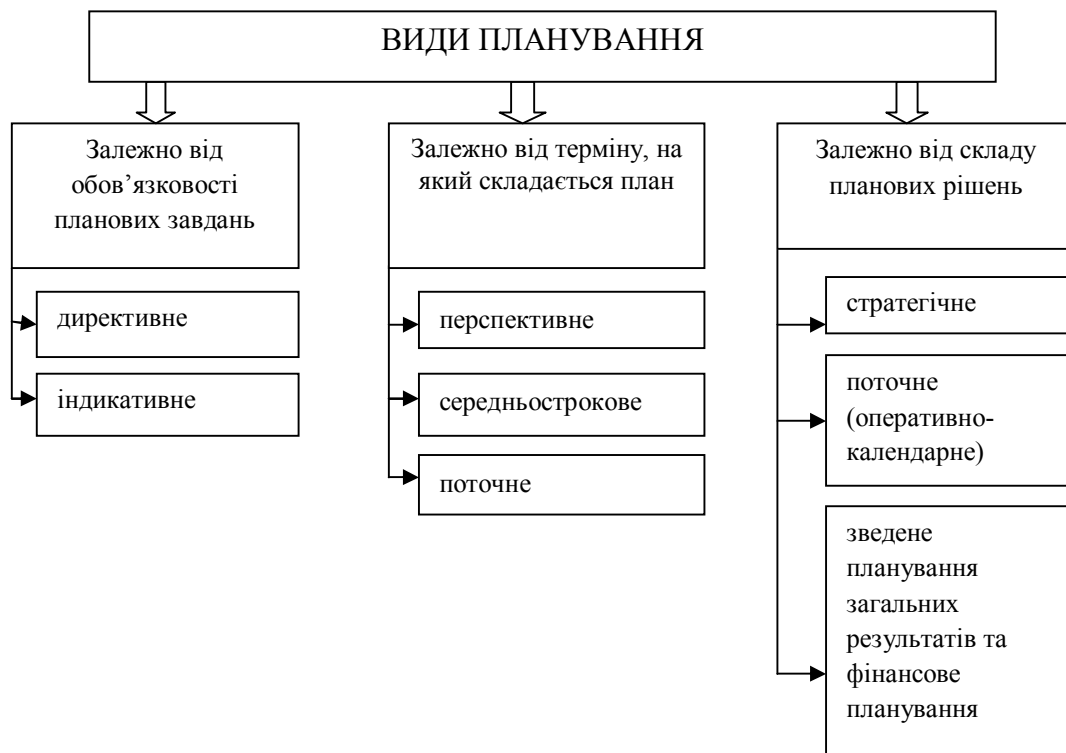 ВИДИ ПЛАНУВАННЯ
Залежно від
обов’язковості
планових завдань
директивне
індикативне
Залежно від терміну, на
який складається план
перспективне
середньострокове
поточне
Залежно від складу
планових рішень
стратегічне
поточне
(оперативно-
календарне)
зведене
планування
загальних
результатів та
фінансове
планування